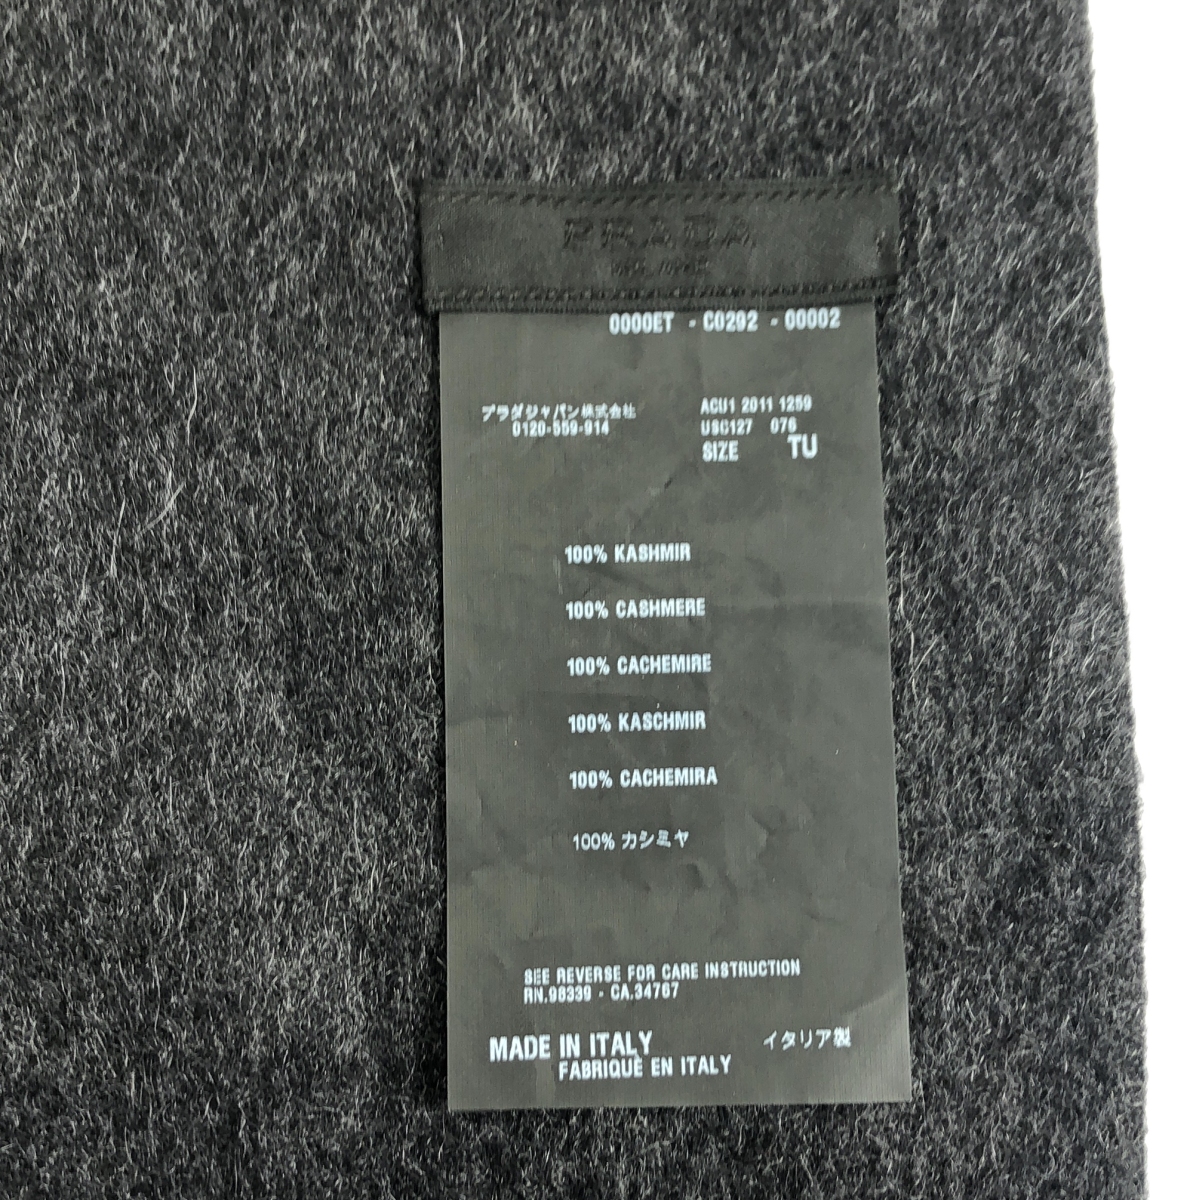 PRADA
MILANO
0000ET - C0292 - 00002
プラダジャパン株式会社
0120-559-914
ACU1 2011 1259
USC127 076
SIZE TU
100% KASHMIR
100% CASHMERE
100% CACHEMIRE
100% KASCHMIR
100% CACHEMIRA
100% カシミヤ
SEE REVERSE FOR CARE INSTRUCTION
RN.98339 - CA.34767
MADE IN ITALY
イタリア製
FABRIQUÉ EN ITALY